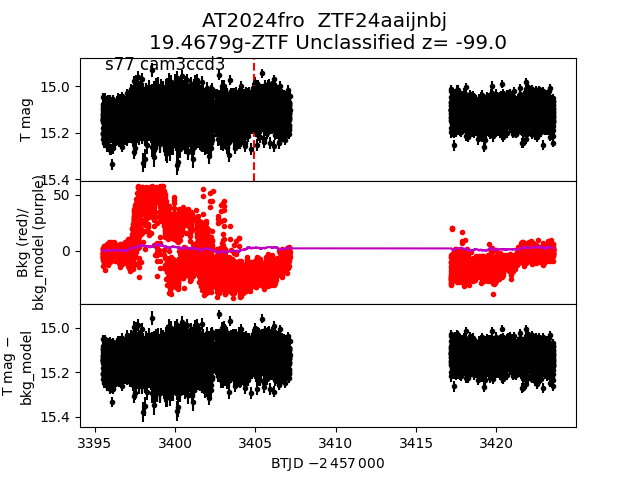 AT2024fro  ZTF24aaijnbj
19.4679g-ZTF Unclassified z= -99.0
s77 cam3ccd3
15.0
15.2
15.4
T mag
50
0
Bkg (red)/
bkg_model (purple)
15.0
15.2
15.4
T mag −
bkg_model
3395 3400 3405 3410 3415 3420
BTJD −2 457 000